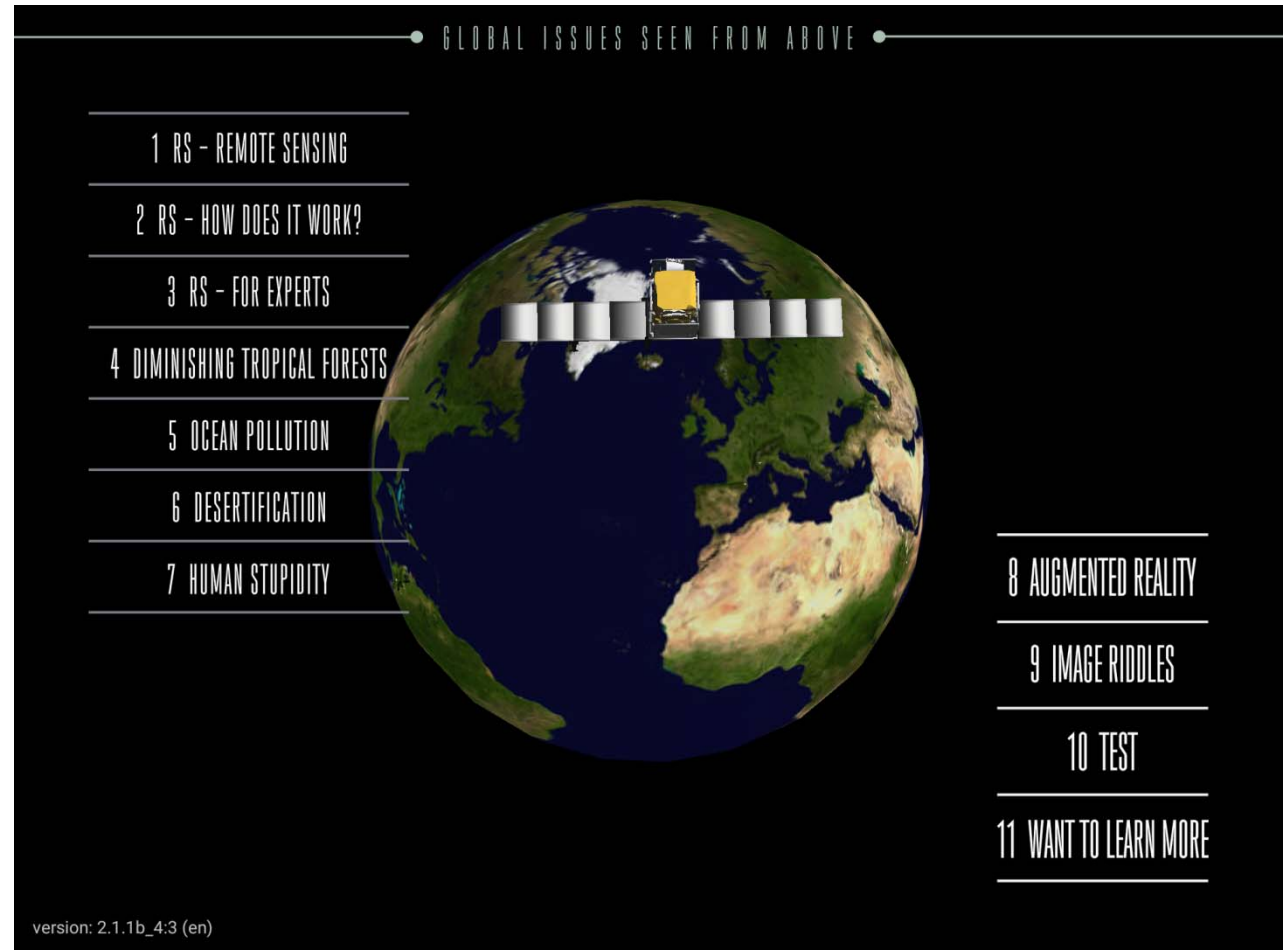 GLOBAL ISSUES SEEN FROM ABOVE
1 RS - REMOTE SENSING
2 RS - HOW DOES IT WORK?
3 RS - FOR EXPERTS
4 DIMINISHING TROPICAL FORESTS
5 OCEAN POLLUTION
6 DESERTIFICATION
7 HUMAN STUPIDITY
8 AUGMENTED REALITY
9 IMAGE RIDDLES
10 TEST
11 WANT TO LEARN MORE
version: 2.1.1b_4:3 (en)